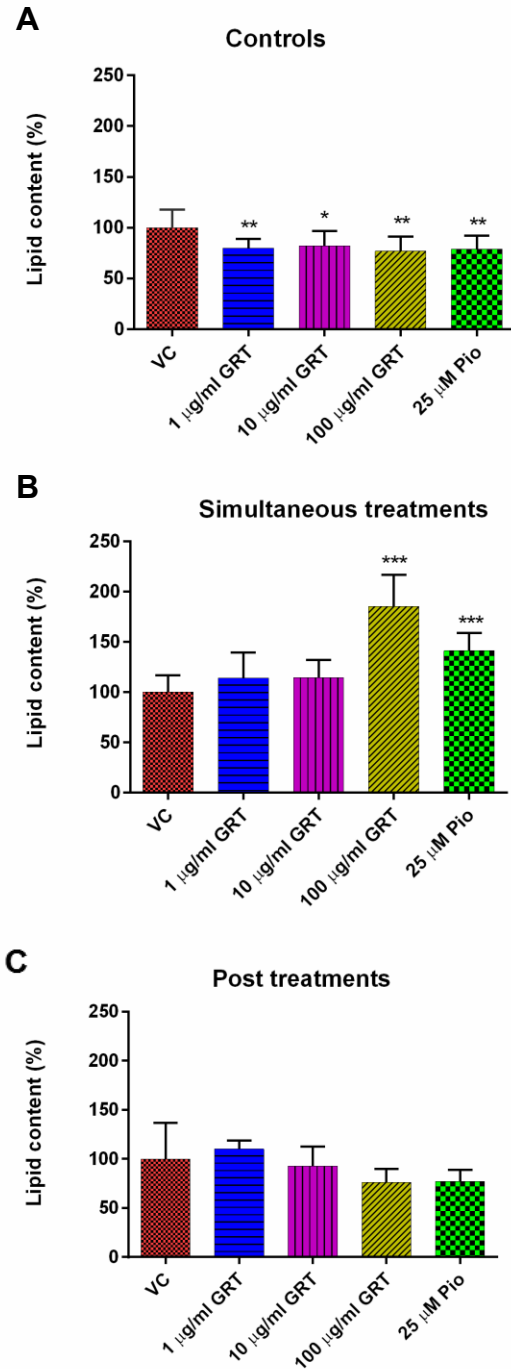 A
Controls
Lipid content (%)
250
200
150
100
50
0
**
*
**
**
VC
1 μg/ml GRT
10 μg/ml GRT
100 μg/ml GRT
25 μM Pio
B
Simultaneous treatments
Lipid content (%)
250
200
150
100
50
0
***
***
VC
1 μg/ml GRT
10 μg/ml GRT
100 μg/ml GRT
25 μM Pio
C
Post treatments
Lipid content (%)
250
200
150
100
50
0
VC
1 μg/ml GRT
10 μg/ml GRT
100 μg/ml GRT
25 μM Pio